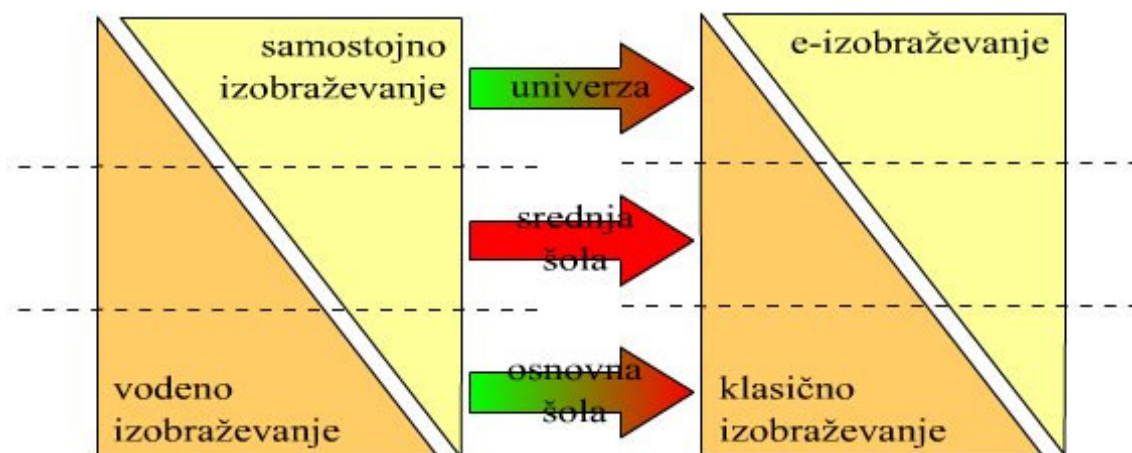 samostojno
izobraževanje
univerza
e-izobraževanje
srednja
šola
vodeno
izobraževanje
osnovna
šola
klasično
izobraževanje